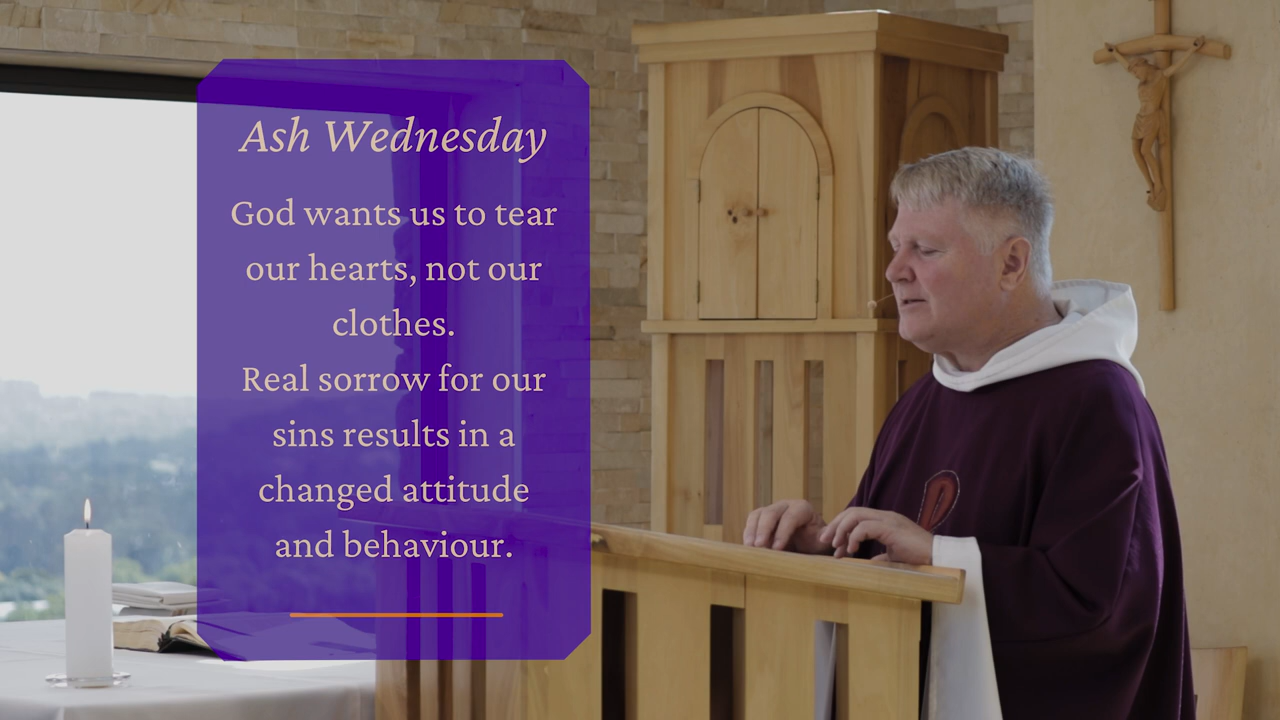 Ash Wednesday
God wants us to tear
our hearts, not our
clothes.
Real sorrow for our
sins results in a
changed attitude
and behaviour.